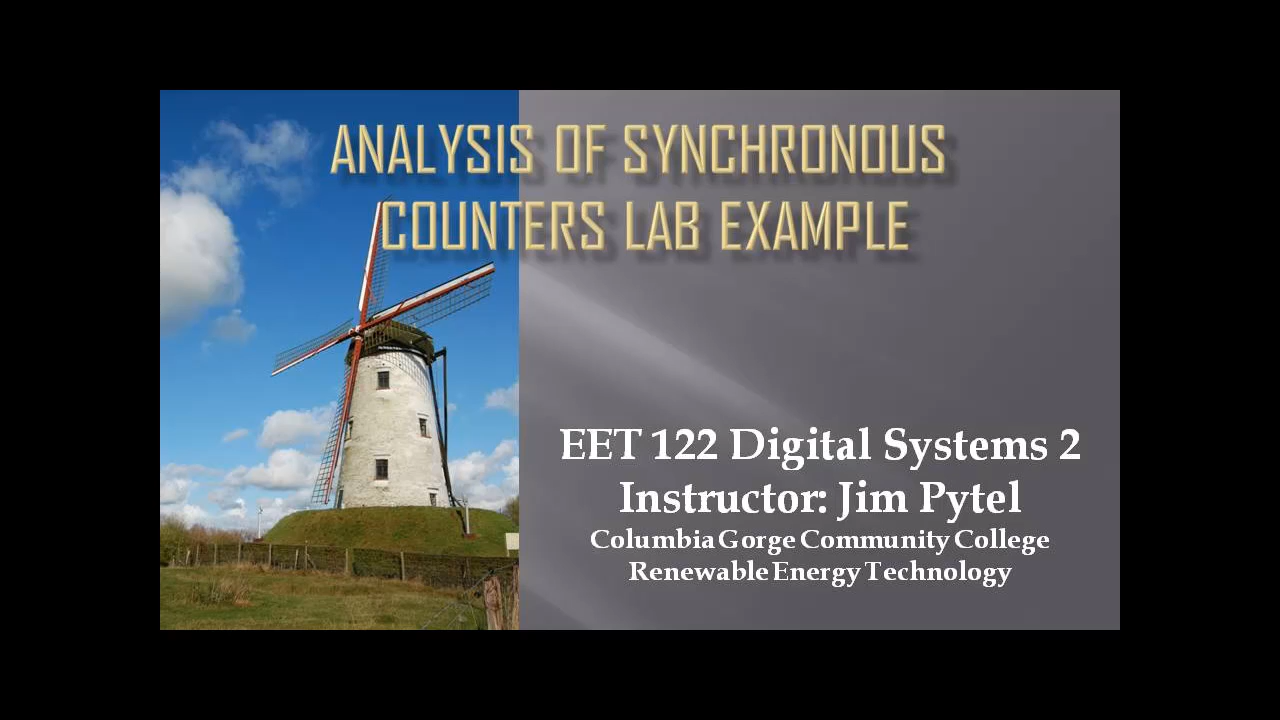 ANALYSIS OF SYNCHRONOUS
COUNTERS LAB EXAMPLE
EET 122 Digital Systems 2
Instructor: Jim Pytel
Columbia Gorge Community College
Renewable Energy Technology